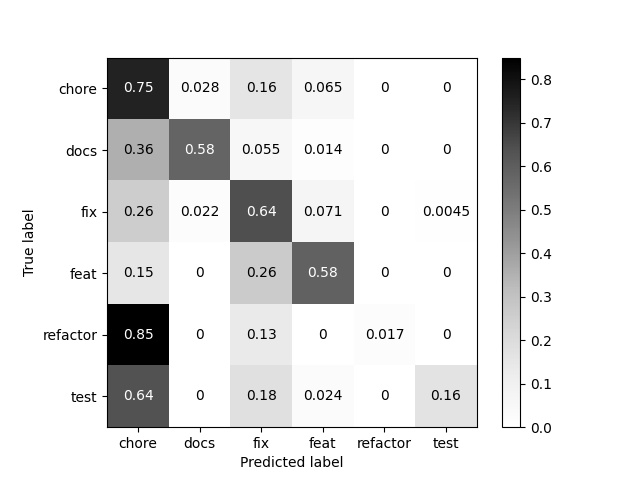 chore 0.75 0.028 0.16 0.065 0 0 0.8
0.7
docs 0.36 0.58 0.055 0.014 0 0
0.6
fix 0.26 0.022 0.64 0.071 0 0.0045 0.5
0.4
feat 0.15 0 0.26 0.58 0 0
0.3
refactor 0.85 0 0.13 0 0.017 0 0.2
0.1
test 0.64 0 0.18 0.024 0 0.16
0.0
chore docs fix feat refactor test
Predicted label
True label